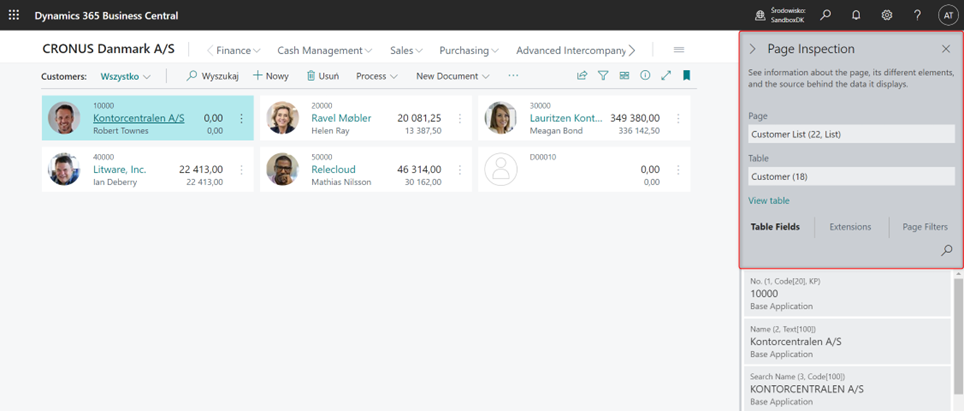 Dynamics 365 Business Central
Środowisko:
SandboxDK
?
AT
CRONUS Danmark A/S
Finance
Cash Management
Sales
Purchasing
Advanced Intercompany
Customers:
Wszystko
Wyszukaj
+ Nowy
Usuń
Process
New Document
...
10000
Kontorcentralen A/S 0,00
Robert Townes 0,00
20000
Ravel Møbler 20 081,25
Helen Ray 13 387,50
30000
Lauritzen Kont... 349 380,00
Meagan Bond 336 142,50
40000
Litware, Inc. 22 413,00
Ian Deberry 22 413,00
50000
Relecloud 46 314,00
Mathias Nilsson 30 162,00
D00010
0,00
0,00
Page Inspection
See information about the page, its different elements,
and the source behind the data it displays.
Page
Customer List (22, List)
Table
Customer (18)
View table
Table Fields
Extensions
Page Filters
No. (1, Code[20], KP)
10000
Base Application
Name (2, Text[100])
Kontorcentralen A/S
Base Application
Search Name (3, Code[100])
KONTORCENTRALEN A/S
Base Application